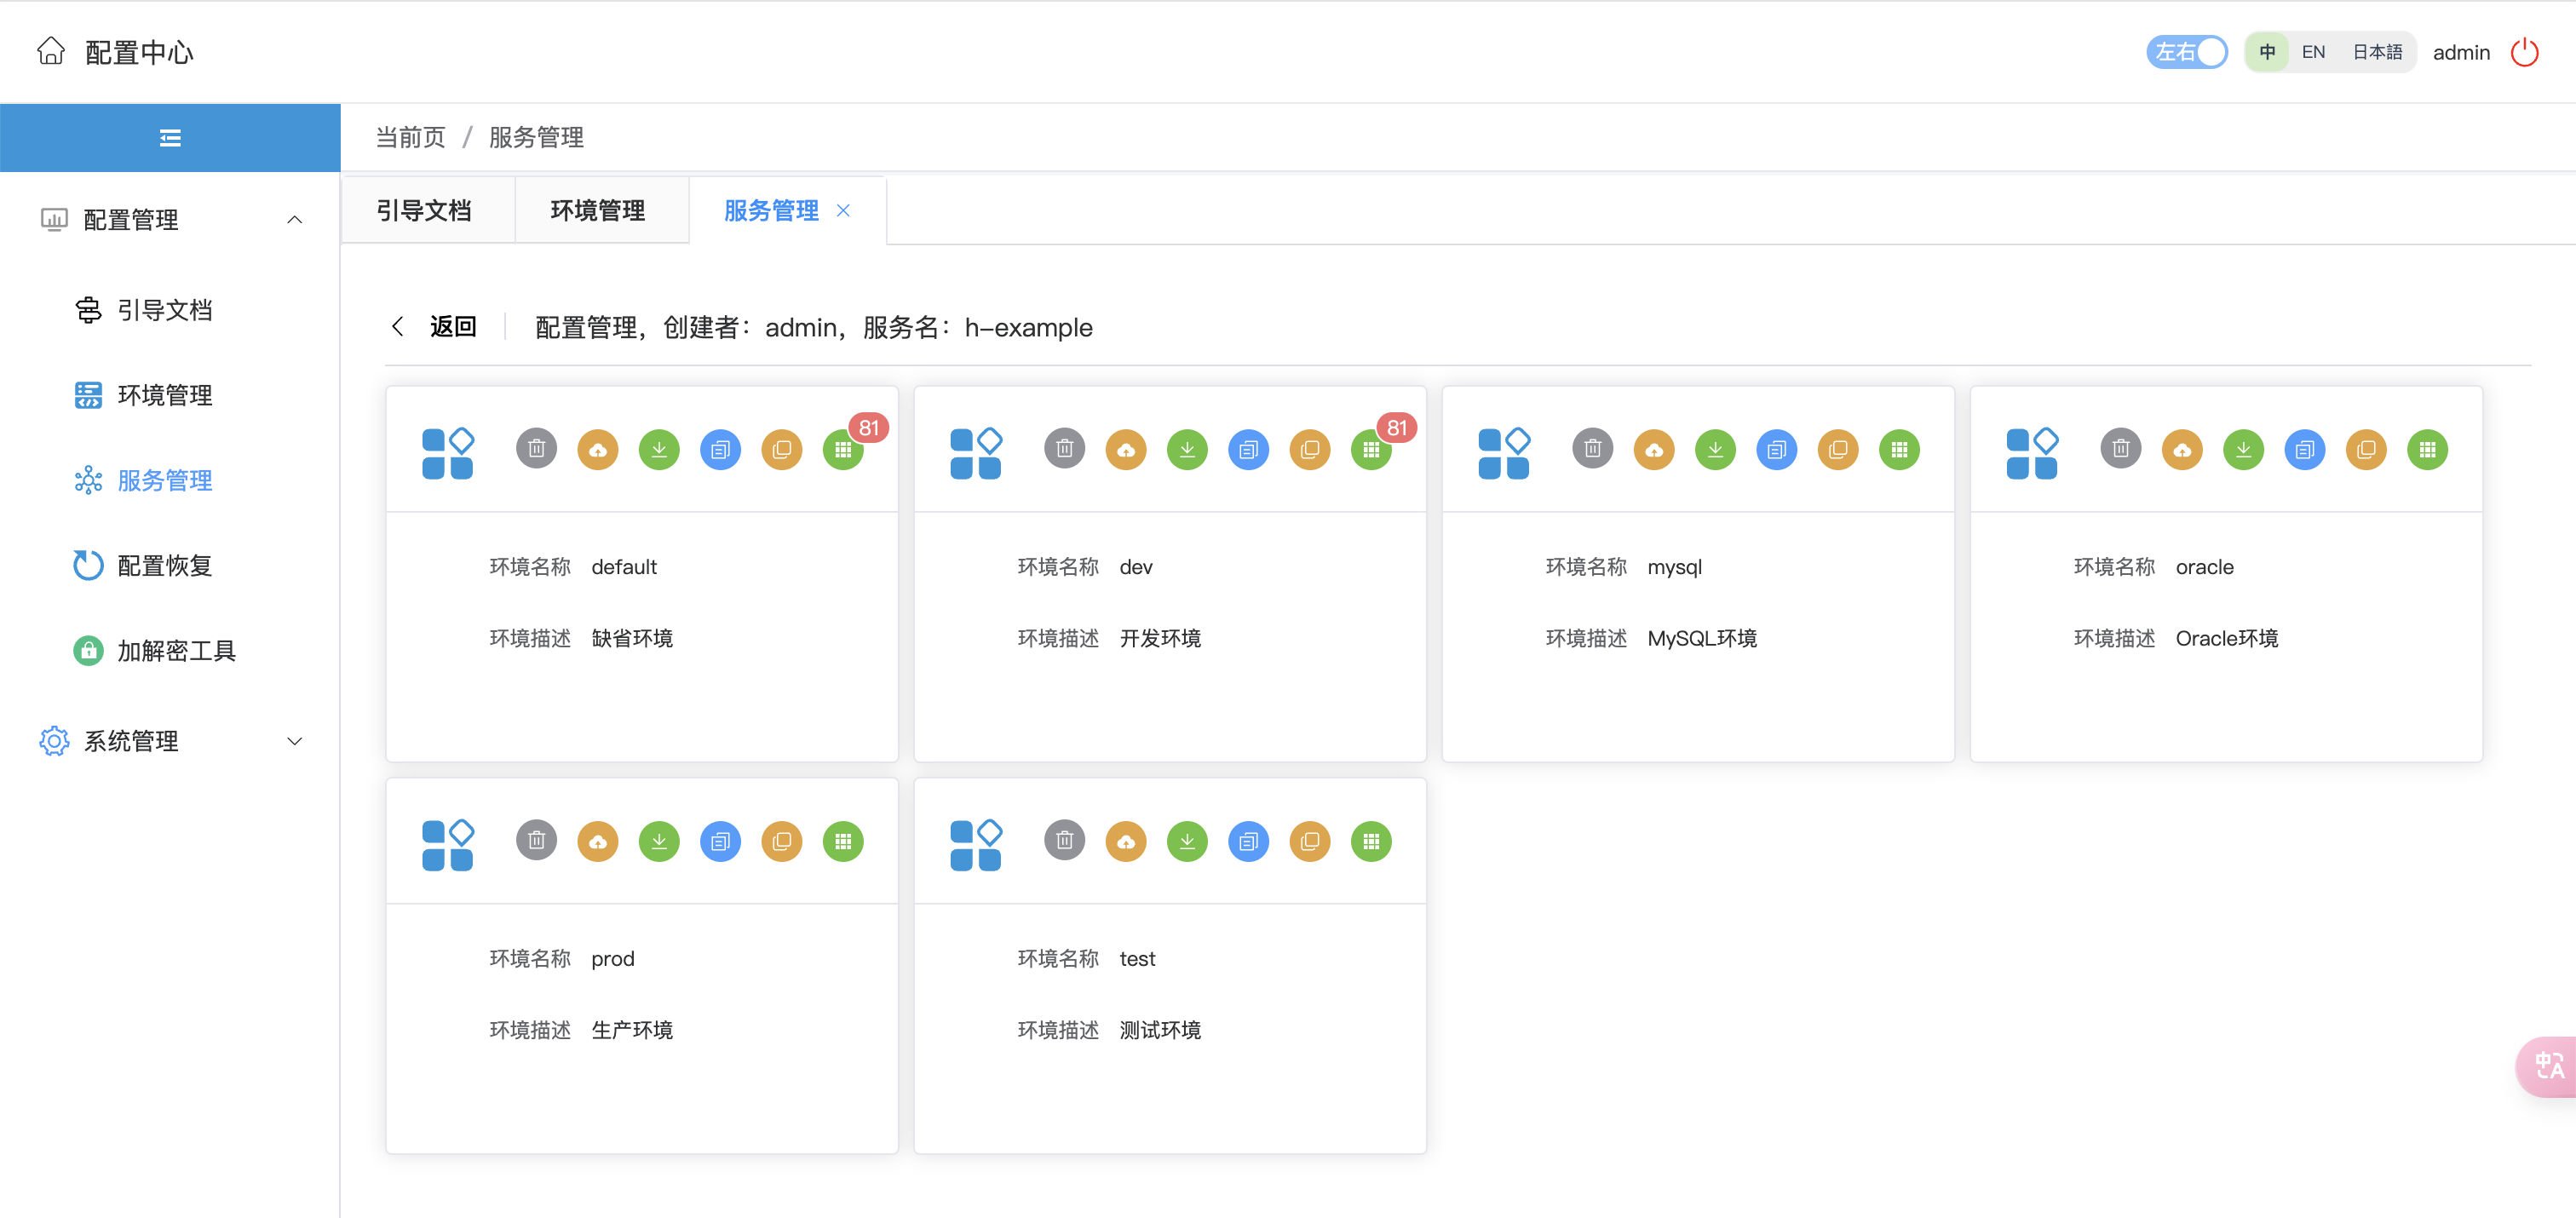 配置中心
左右 中 EN 日本語 admin
当前页 / 服务管理
配置管理
引导文档 环境管理 服务管理
引导文档
环境管理
服务管理
配置恢复
加解密工具
系统管理
返回 配置管理，创建者：admin，服务名：h-example
81
环境名称 default
环境描述 缺省环境
81
环境名称 dev
环境描述 开发环境
环境名称 mysql
环境描述 MySQL环境
环境名称 oracle
环境描述 Oracle环境
环境名称 prod
环境描述 生产环境
环境名称 test
环境描述 测试环境
中 A